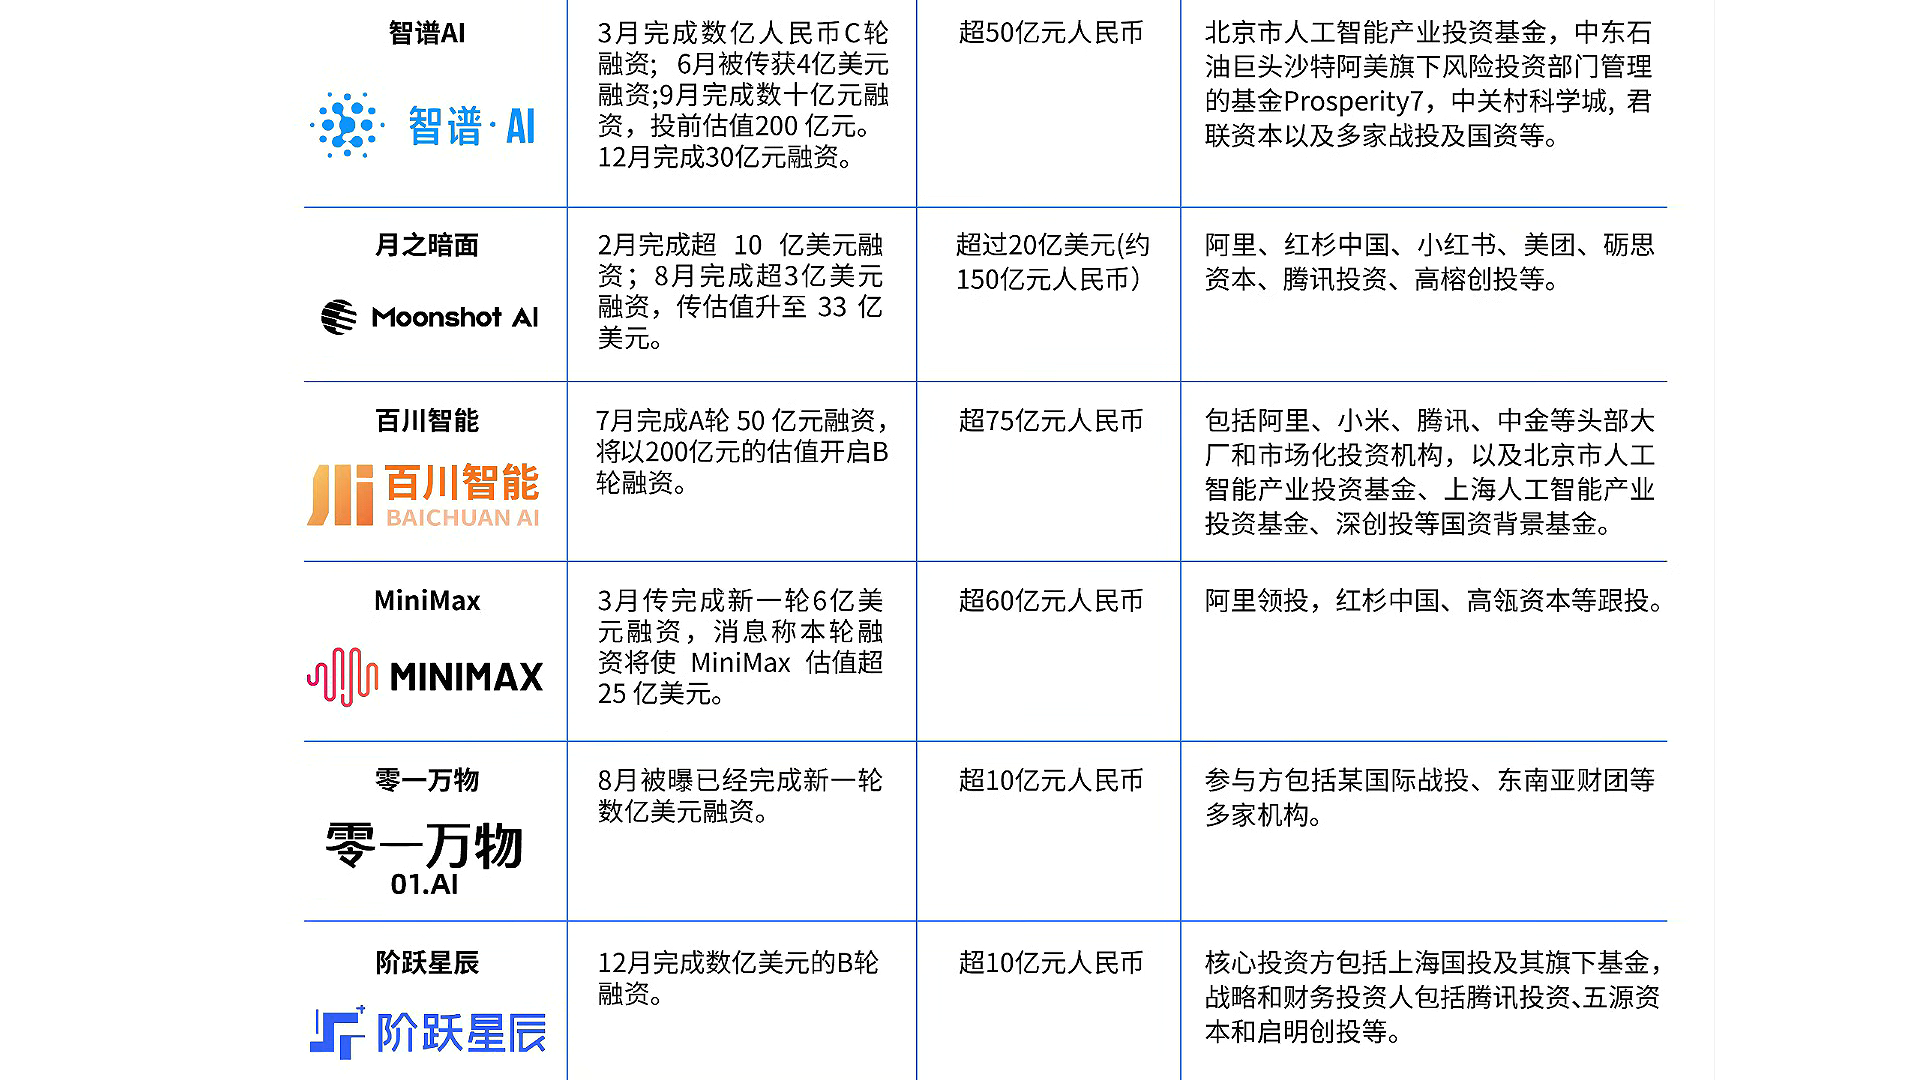 智谱AI
智谱·AI
3月完成数亿人民币C轮
融资； 6月被传获4亿美元
融资;9月完成数十亿元融
资，投前估值200 亿元。
12月完成30亿元融资。
超50亿元人民币
北京市人工智能产业投资基金，中东石
油巨头沙特阿美旗下风险投资部门管理
的基金Prosperity7，中关村科学城, 君
联资本以及多家战投及国资等。
月之暗面
Moonshot AI
2月完成超 10 亿美元融
资；8月完成超3亿美元
融资，传估值升至 33 亿
美元。
超过20亿美元(约
150亿元人民币）
阿里、红杉中国、小红书、美团、砺思
资本、腾讯投资、高榕创投等。
百川智能
百川智能
BAICHUAN AI
7月完成A轮 50 亿元融资，
将以200亿元的估值开启B
轮融资。
超75亿元人民币
包括阿里、小米、腾讯、中金等头部大
厂和市场化投资机构，以及北京市人工
智能产业投资基金、上海人工智能产业
投资基金、深创投等国资背景基金。
MiniMax
MINIMAX
3月传完成新一轮6亿美
元融资，消息称本轮融
资将使 MiniMax 估值超
25 亿美元。
超60亿元人民币
阿里领投，红杉中国、高瓴资本等跟投。
零一万物
零一万物
01.AI
8月被曝已经完成新一轮
数亿美元融资。
超10亿元人民币
参与方包括某国际战投、东南亚财团等
多家机构。
阶跃星辰
阶跃星辰
12月完成数亿美元的B轮
融资。
超10亿元人民币
核心投资方包括上海国投及其旗下基金，
战略和财务投资人包括腾讯投资、五源资
本和启明创投等。